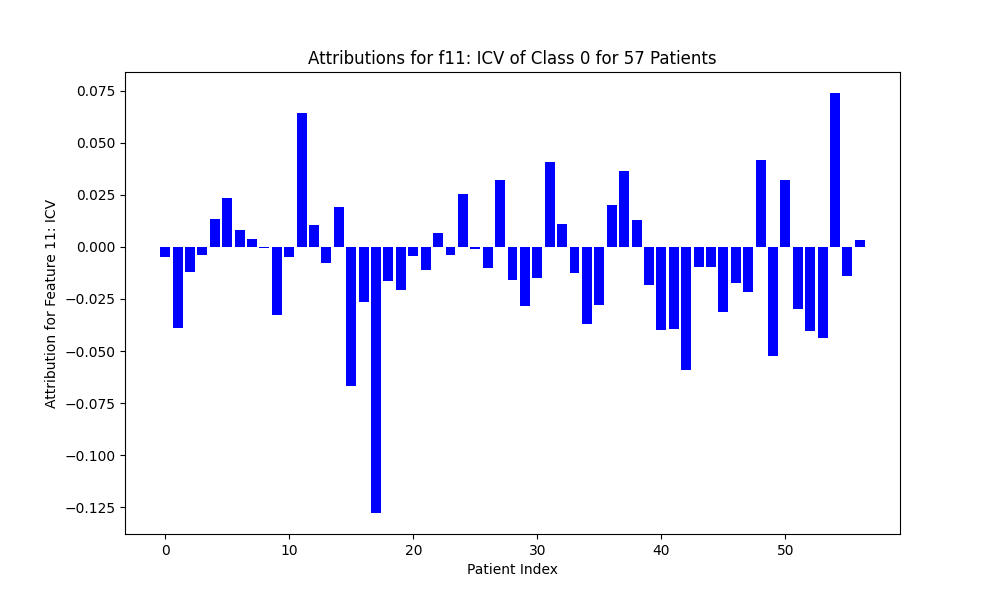 Attributions for f11: ICV of Class 0 for 57 Patients
Attribution for Feature 11: ICV
0.075
0.050
0.025
0.000
−0.025
−0.050
−0.075
−0.100
−0.125
0 10 20 30 40 50
Patient Index